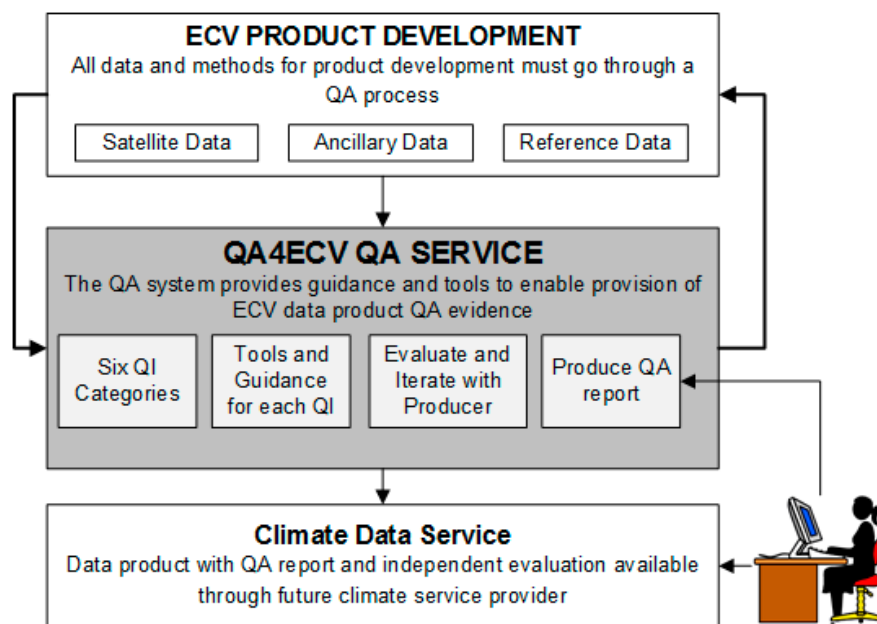 ECV PRODUCT DEVELOPMENT
All data and methods for product development must go through a
QA process
Satellite Data
Ancillary Data
Reference Data
QA4ECV QA SERVICE
The QA system provides guidance and tools to enable provision of
ECV data product QA evidence
Six QI
Categories
Tools and
Guidance
for each QI
Evaluate and
Iterate with
Producer
Produce QA
report
Climate Data Service
Data product with QA report and independent evaluation available
through future climate service provider